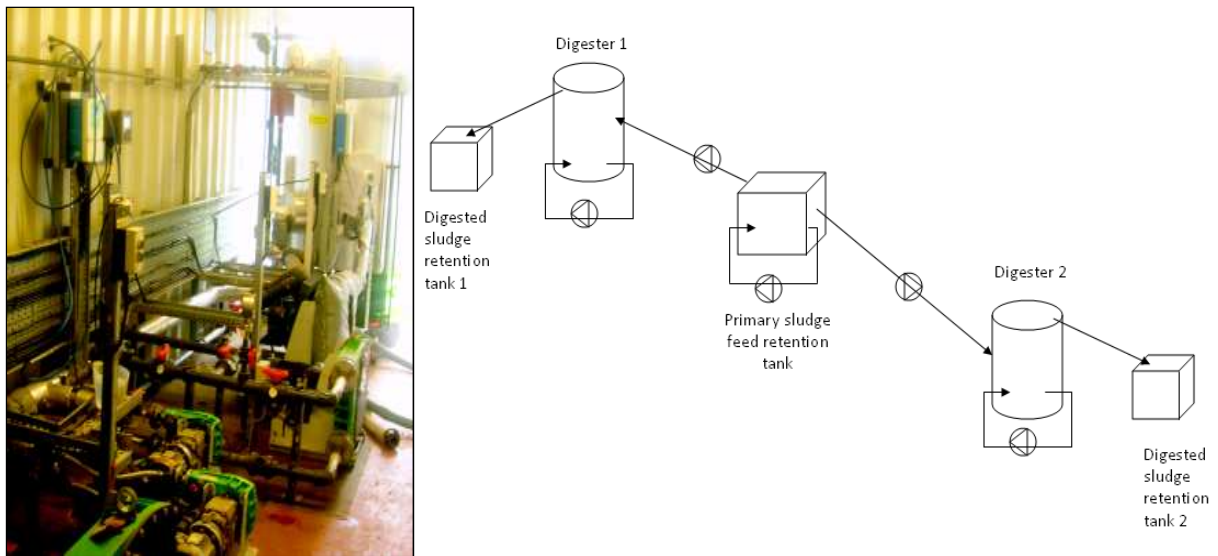 Digester 1
Digested
sludge
retention
tank 1
Primary sludge
feed retention
tank
Digester 2
Digested
sludge
retention
tank 2